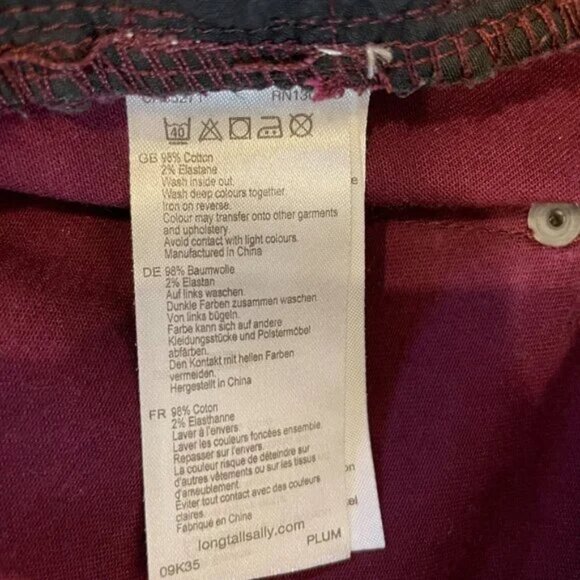 40
GB 98% Cotton
2% Elastane
Wash inside out.
Wash deep colours together.
Iron on reverse.
Colour may transfer onto other garments
and upholstery.
Avoid contact with light colours.
Manufactured in China
DE 98% Baumwolle
2% Elastan
Auf links waschen.
Dunkle Farben zusammen waschen
Von links bügeln.
Farbe kann sich auf andere
Kleidungsstücke und Polstermöbel
abfärben.
Den Kontakt mit hellen Farben
vermeiden.
Hergestellt in China
FR 98% Coton
2% Elasthanne
Laver à l'envers
Laver les couleurs foncées ensemble.
Repasser sur l'envers.
La couleur risque de déteindre sur
d'autres vêtements ou sur les tissus
d'ameublement.
Eviter tout contact avec des couleurs
claires.
Fabriqué en China
longtallsally.com
PLUM
09K35